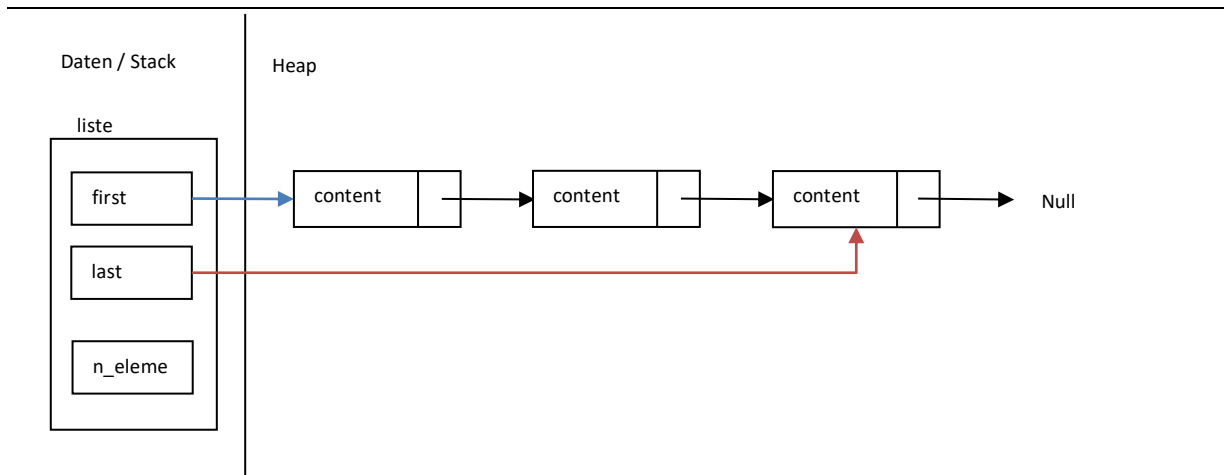 Daten / Stack
Heap
liste
first
content
content
content
Null
last
n_eleme